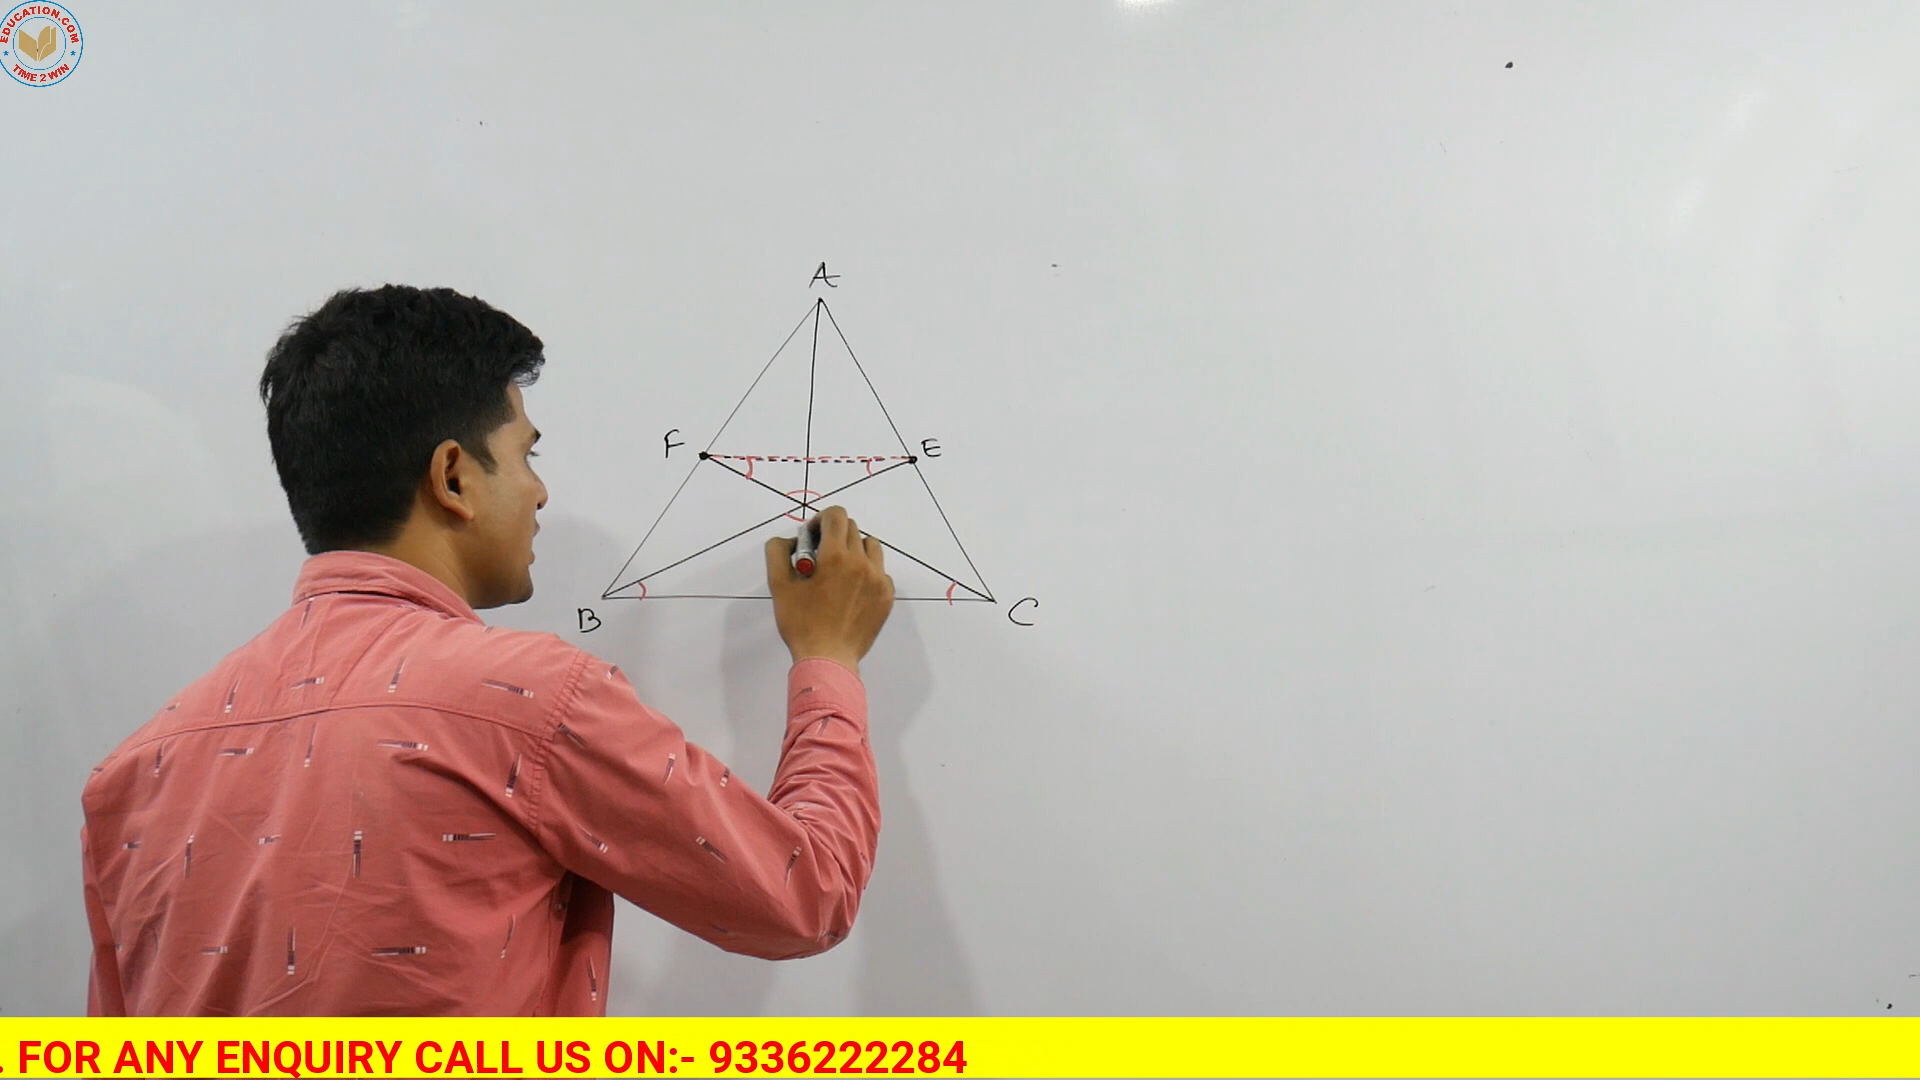 EDUCATION.COM
TIME 2 WIN
A
F
E
B
C
. FOR ANY ENQUIRY CALL US ON:- 9336222284